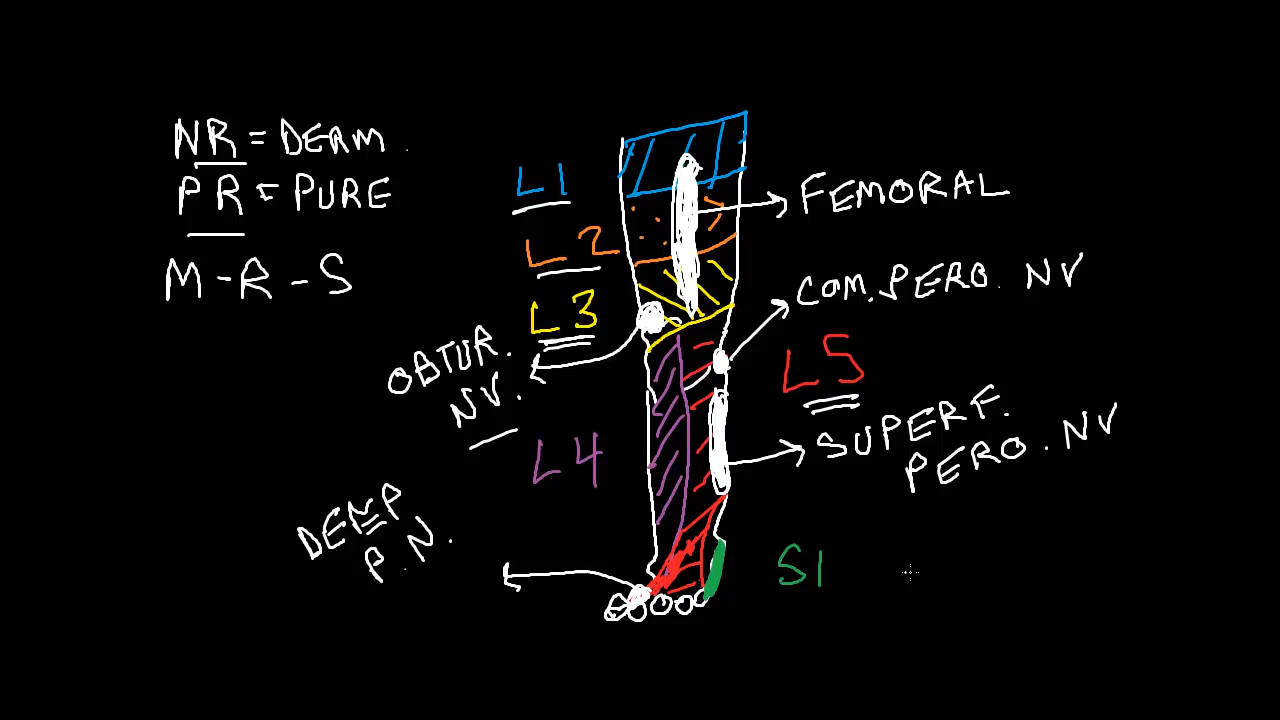 NR = DERM.
PR = PURE
M-R-S
L1
L2
L3
OBTUR.
NV.
L4
DEEP
P.N.
FEMORAL
COM. PERO. NV
L5
SUPERF.
PERO. NV
S1